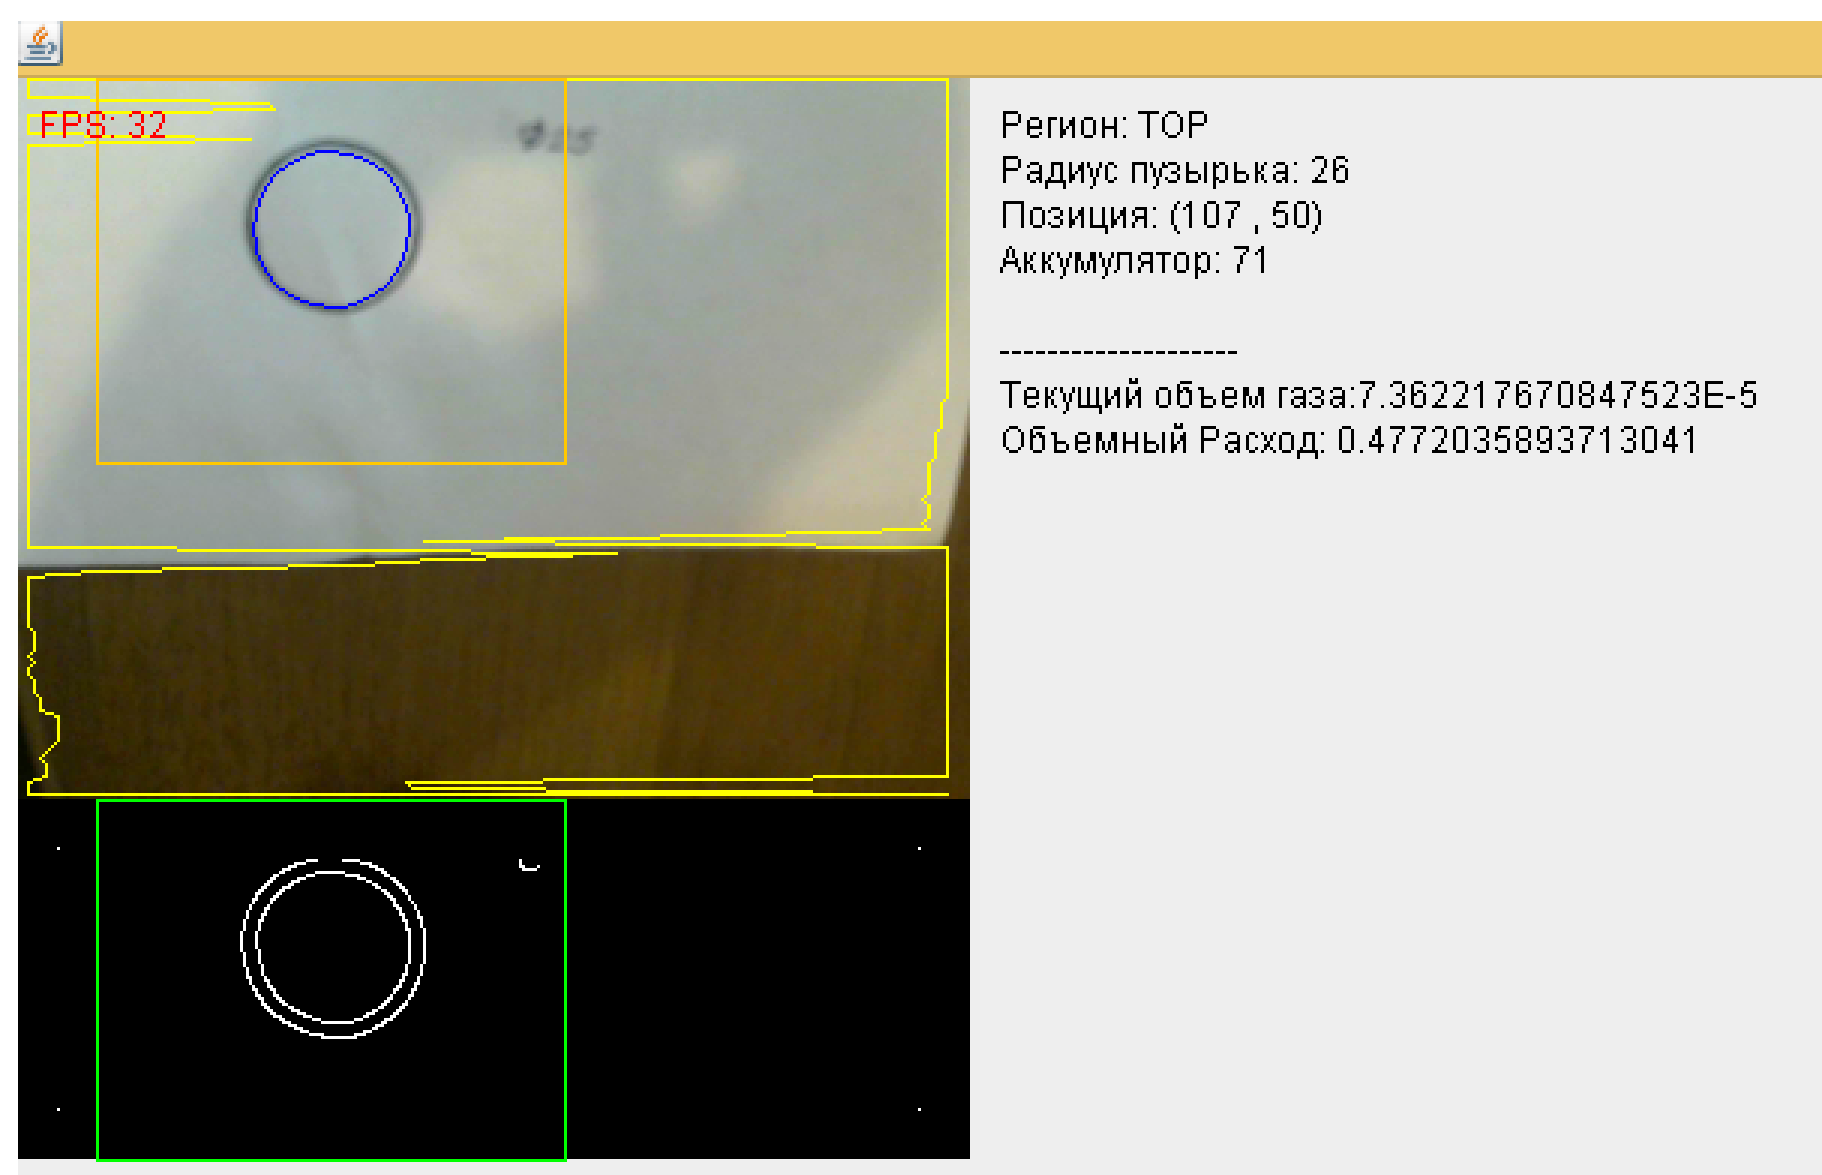 FPS: 32
Регион: TOP
Радиус пузырька: 26
Позиция: (107 , 50)
Аккумулятор: 71
--------------------
Текущий объем газа:7.362217670847523E-5
Объемный Расход: 0.4772035893713041